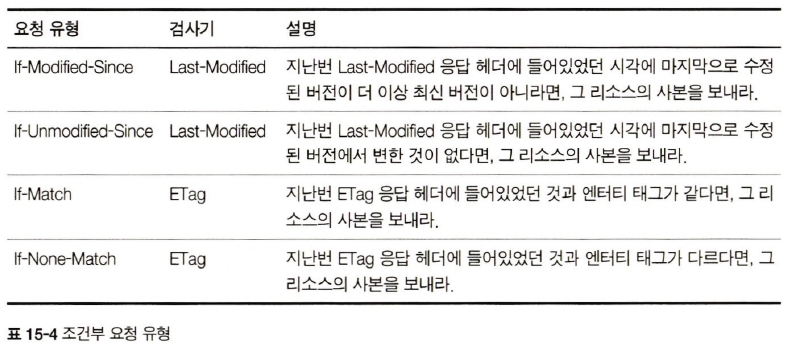 요청 유형 검사기 설명
If-Modified-Since Last-Modified 지난번 Last-Modified 응답 헤더에 들어있었던 시각에 마지막으로 수정
된 버전이 더 이상 최신 버전이 아니라면, 그 리소스의 사본을 보내라.
If-Unmodified-Since Last-Modified 지난번 Last-Modified 응답 헤더에 들어있었던 시각에 마지막으로 수정
된 버전에서 변한 것이 없다면, 그 리소스의 사본을 보내라.
If-Match ETag 지난번 ETag 응답 헤더에 들어있었던 것과 엔터티 태그가 같다면, 그 리
소스의 사본을 보내라.
If-None-Match ETag 지난번 ETag 응답 헤더에 들어있었던 것과 엔터티 태그가 다르다면, 그
리소스의 사본을 보내라.
표 15-4 조건부 요청 유형